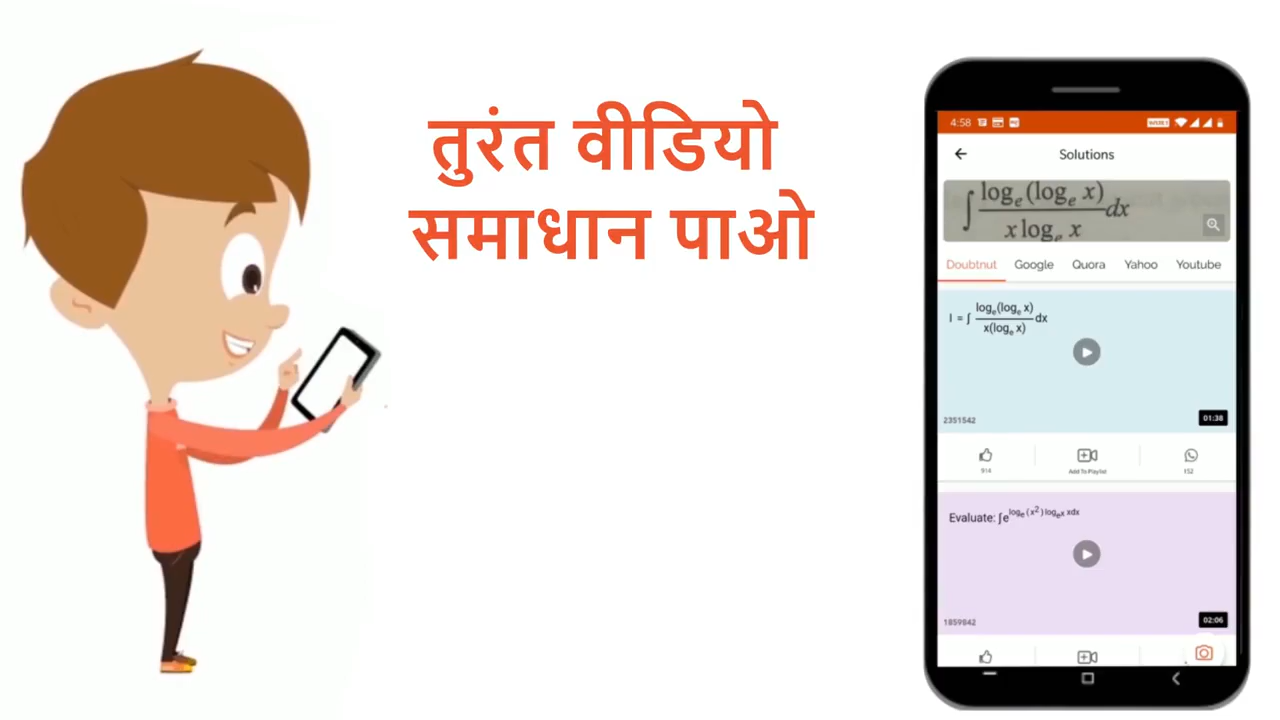 तुरंत वीडियो
समाधान पाओ
4:58
Solutions
∫ logₑ(logₑ x) / x logₑ x dx
Doubtnut Google Quora Yahoo Youtube
I = ∫ logₑ(logₑ x) / x(logₑ x) dx
2351542
01:38
914
Add To Playlist
152
Evaluate: ∫e^logₑ(x²) logₑx xdx
1859842
02:06